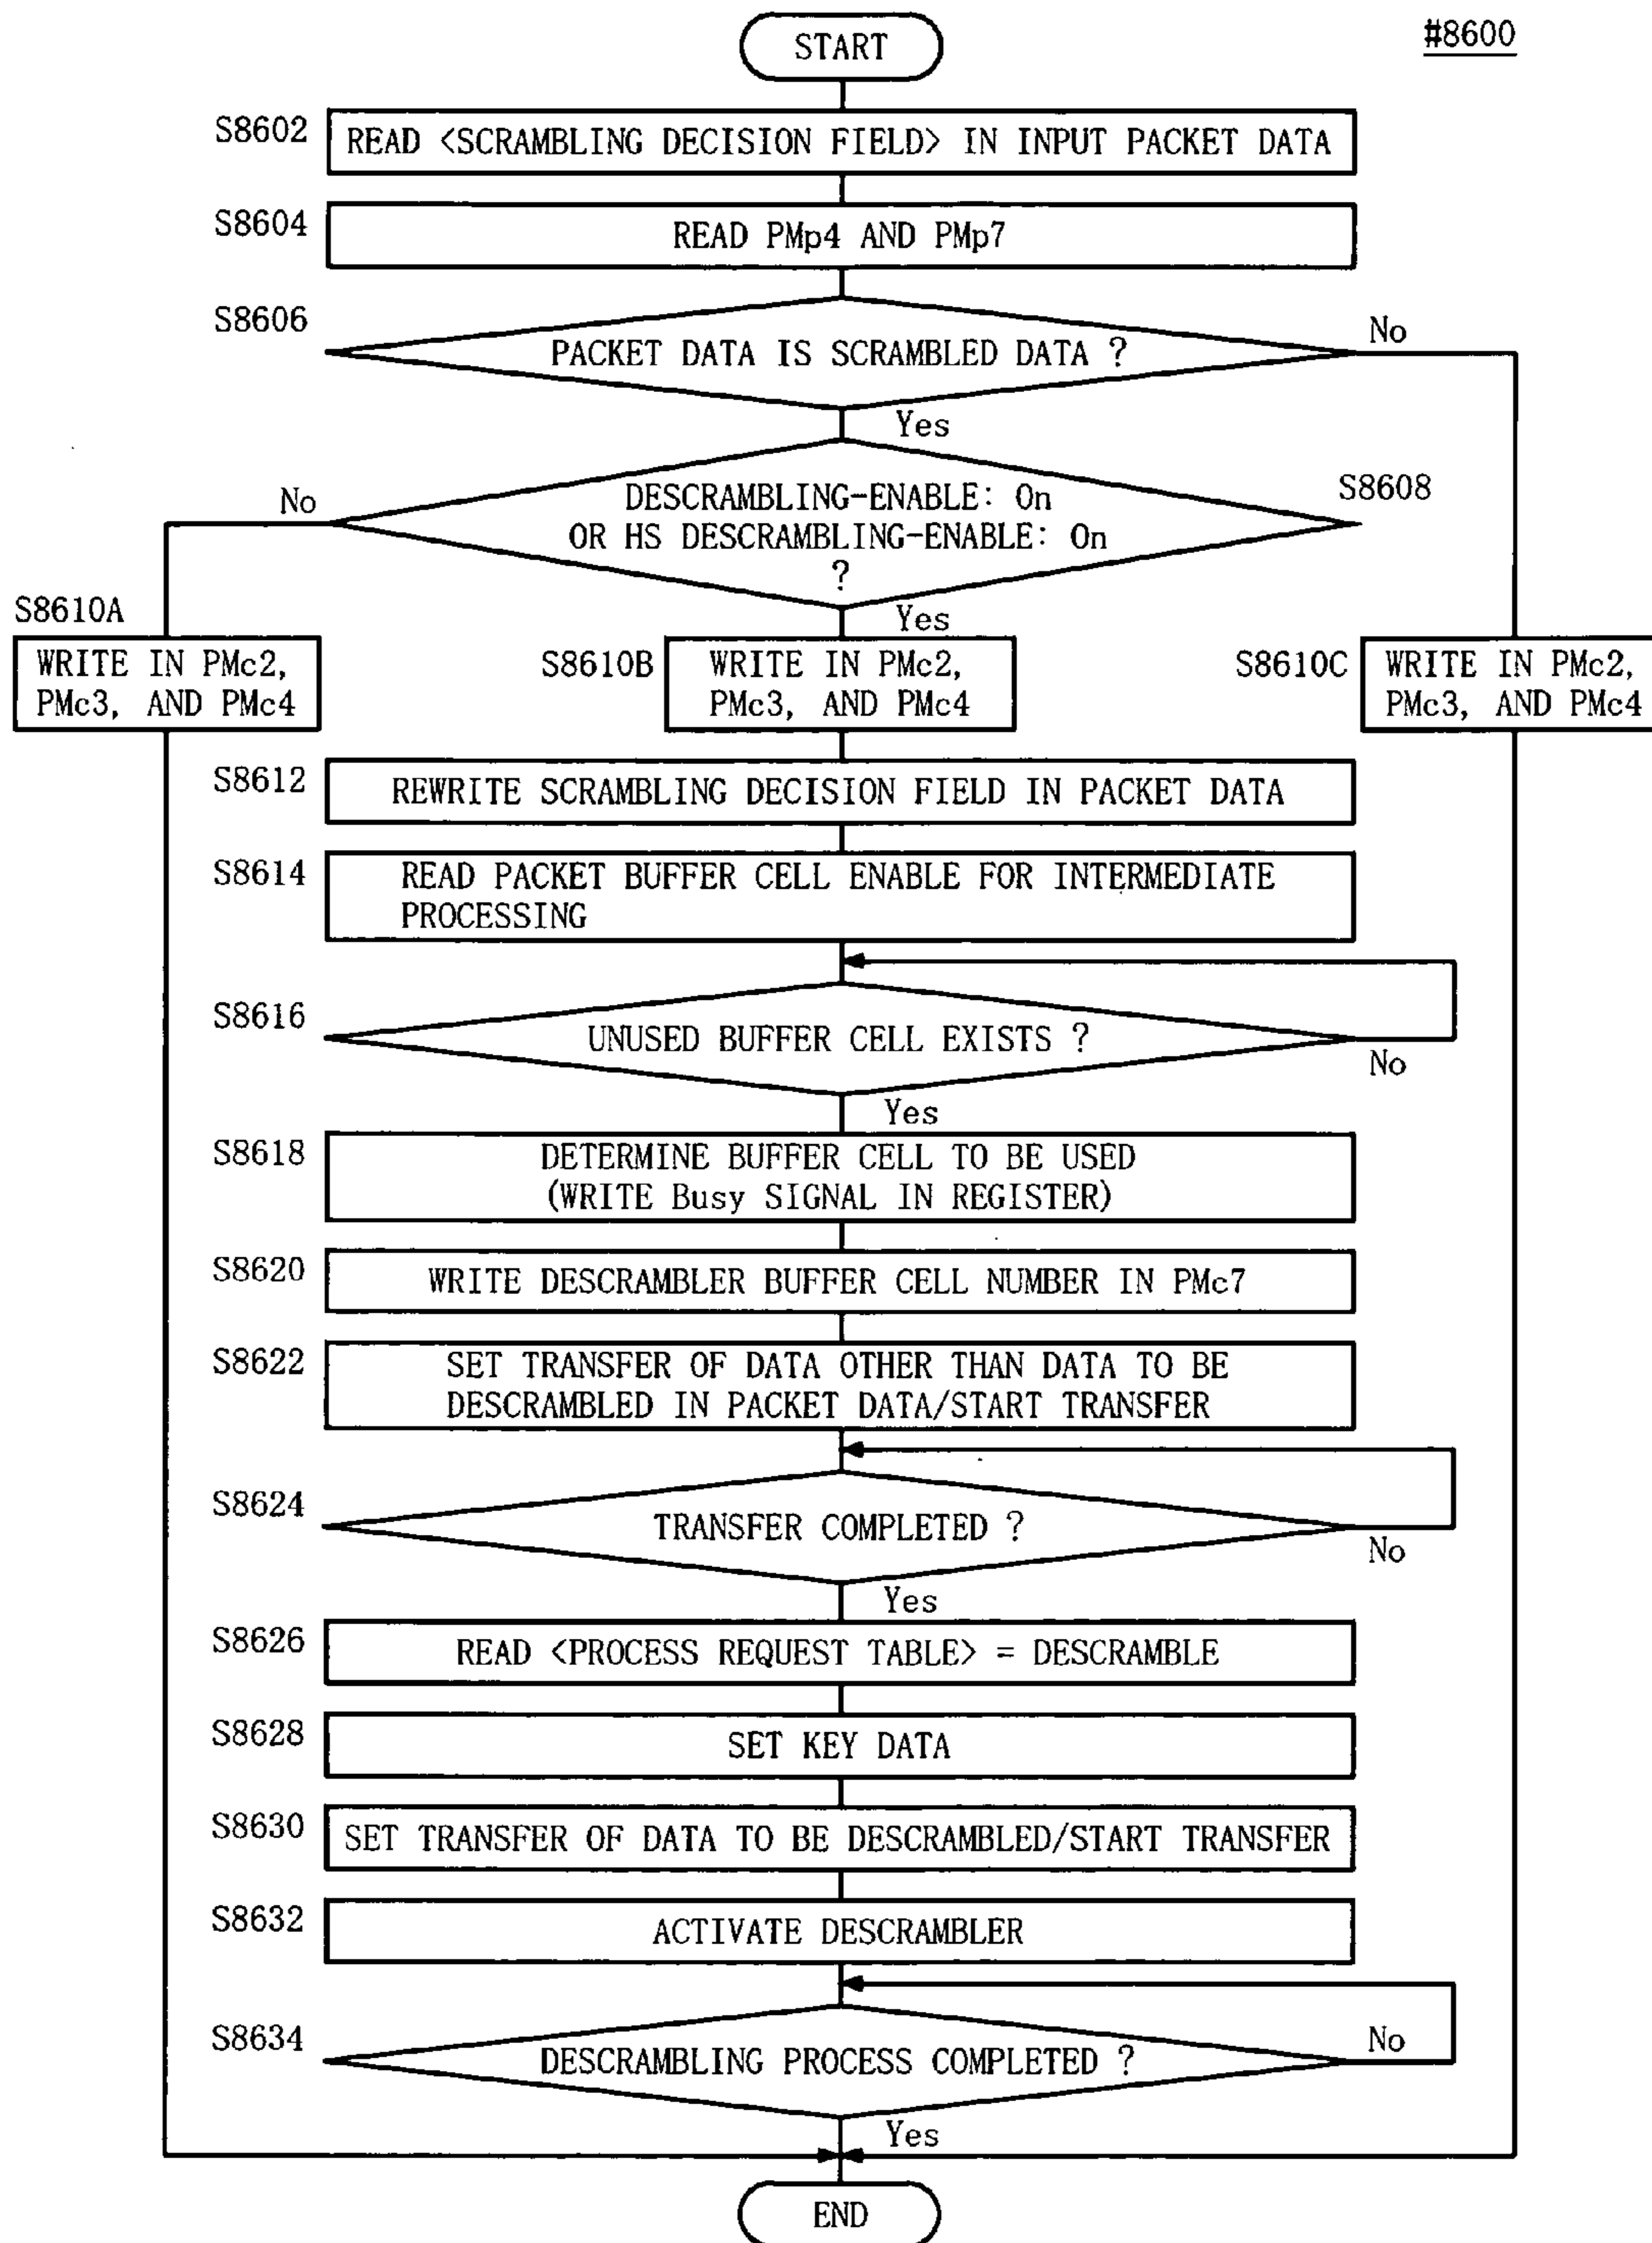 START
#8600
S8602
READ <SCRAMBLING DECISION FIELD> IN INPUT PACKET DATA
S8604
READ PMp4 AND PMp7
S8606
PACKET DATA IS SCRAMBLED DATA ?
No
Yes
No
DESCRAMBLING-ENABLE: On
OR HS DESCRAMBLING-ENABLE: On
?
S8608
Yes
S8610A
WRITE IN PMc2,
PMc3, AND PMc4
S8610B
WRITE IN PMc2,
PMc3, AND PMc4
S8610C
WRITE IN PMc2,
PMc3, AND PMc4
S8612
REWRITE SCRAMBLING DECISION FIELD IN PACKET DATA
S8614
READ PACKET BUFFER CELL ENABLE FOR INTERMEDIATE
PROCESSING
S8616
UNUSED BUFFER CELL EXISTS ?
No
Yes
S8618
DETERMINE BUFFER CELL TO BE USED
(WRITE Busy SIGNAL IN REGISTER)
S8620
WRITE DESCRAMBLER BUFFER CELL NUMBER IN PMc7
S8622
SET TRANSFER OF DATA OTHER THAN DATA TO BE
DESCRAMBLED IN PACKET DATA/START TRANSFER
S8624
TRANSFER COMPLETED ?
No
Yes
S8626
READ <PROCESS REQUEST TABLE> = DESCRAMBLE
S8628
SET KEY DATA
S8630
SET TRANSFER OF DATA TO BE DESCRAMBLED/START TRANSFER
S8632
ACTIVATE DESCRAMBLER
S8634
DESCRAMBLING PROCESS COMPLETED ?
No
Yes
END